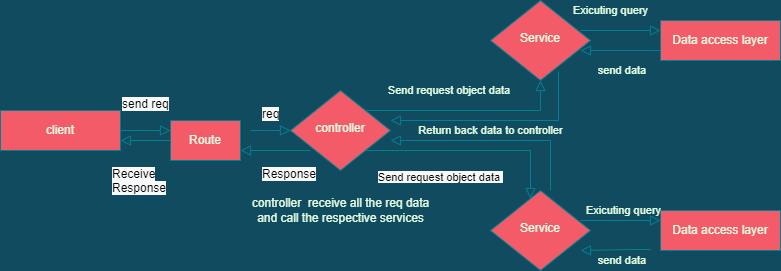 Exicuting query
Service
Data access layer
send data
Send request object data
send req
req
client
controller
Route
Return back data to controller
Receive
Response
Response
Send request object data
controller receive all the req data
and call the respective services
Exicuting query
Service
Data access layer
send data